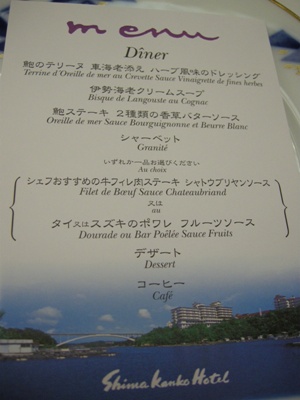 menu
Dîner
鮑のテリーヌ 車海老添え ハーブ風味のドレッシング
Terrine d'Oreille de mer au Crevette Sauce Vinaigrette de fines herbes
伊勢海老クリームスープ
Bisque de Langouste au Cognac
鮑ステーキ 2種類の香草バターソース
Oreille de mer Sauce Bourguignonne et Beurre Blanc
シャーベット
Granité
いずれか一品お選びください
Au choix
シェフおすすめの牛フィレ肉ステーキ シャトウブリヤンソース
Filet de Bœuf Sauce Chateaubriand
又は
au
タイ又はスズキのポワレ フルーツソース
Dourade ou Bar Poêlée Sauce Fruits
デザート
Dessert
コーヒー
Café
Shima Kanko Hotel